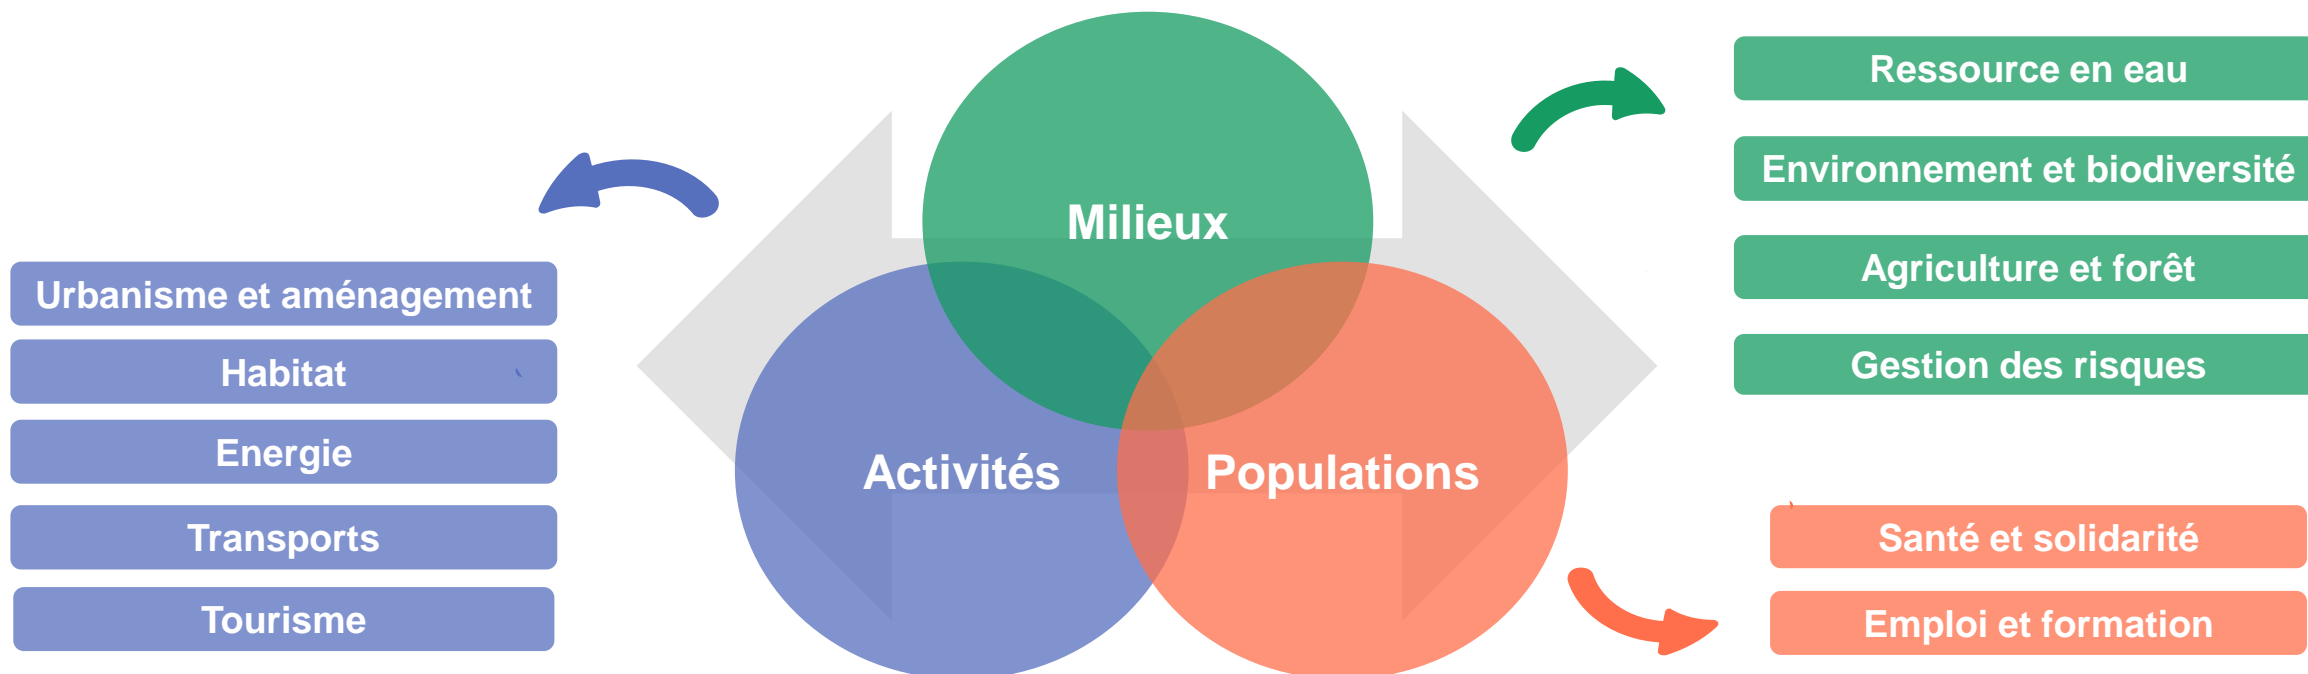 Milieux
Activités
Populations
Urbanisme et aménagement
Habitat
Energie
Transports
Tourisme
Ressource en eau
Environnement et biodiversité
Agriculture et forêt
Gestion des risques
Santé et solidarité
Emploi et formation